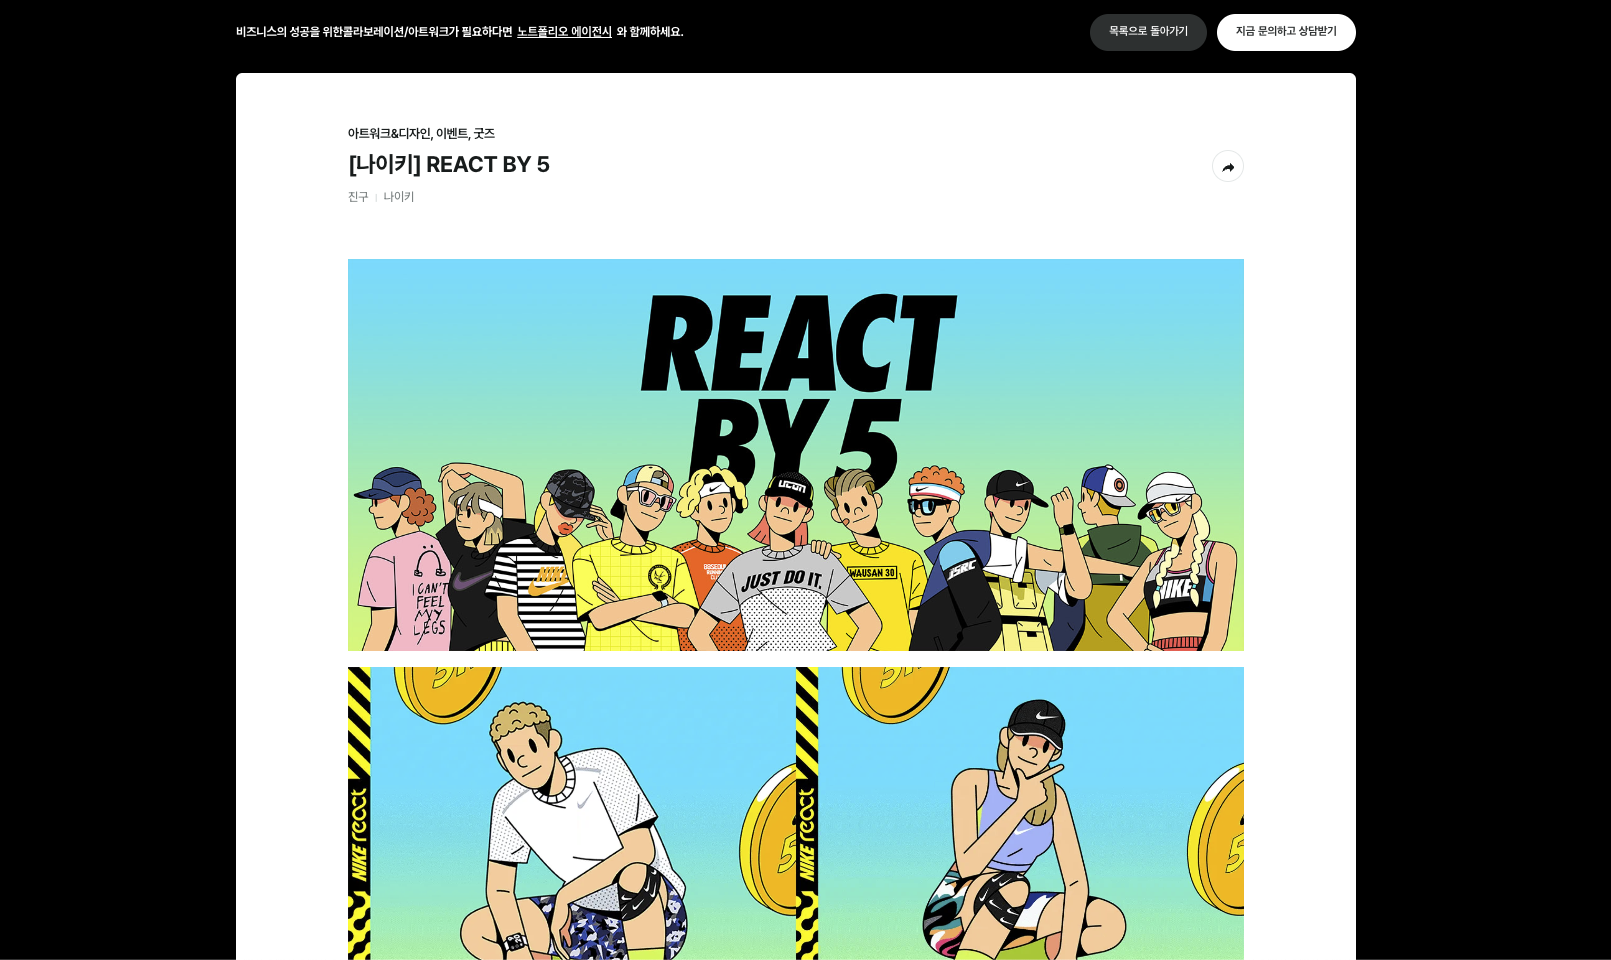 비즈니스의 성공을 위한콜라보레이션/아트워크가 필요하다면 노트폴리오 에이전시 와 함께하세요.
목록으로 돌아가기
지금 문의하고 상담받기
아트워크&디자인, 이벤트, 굿즈
[나이키] REACT BY 5
진구 | 나이키
REACT
BY 5
UCON
I CAN'T
FEEL
MY
LEGS
NIKE
JUST DO IT.
WAUSAN 30
JSRC
NIKE
NIKE react
NIKE react